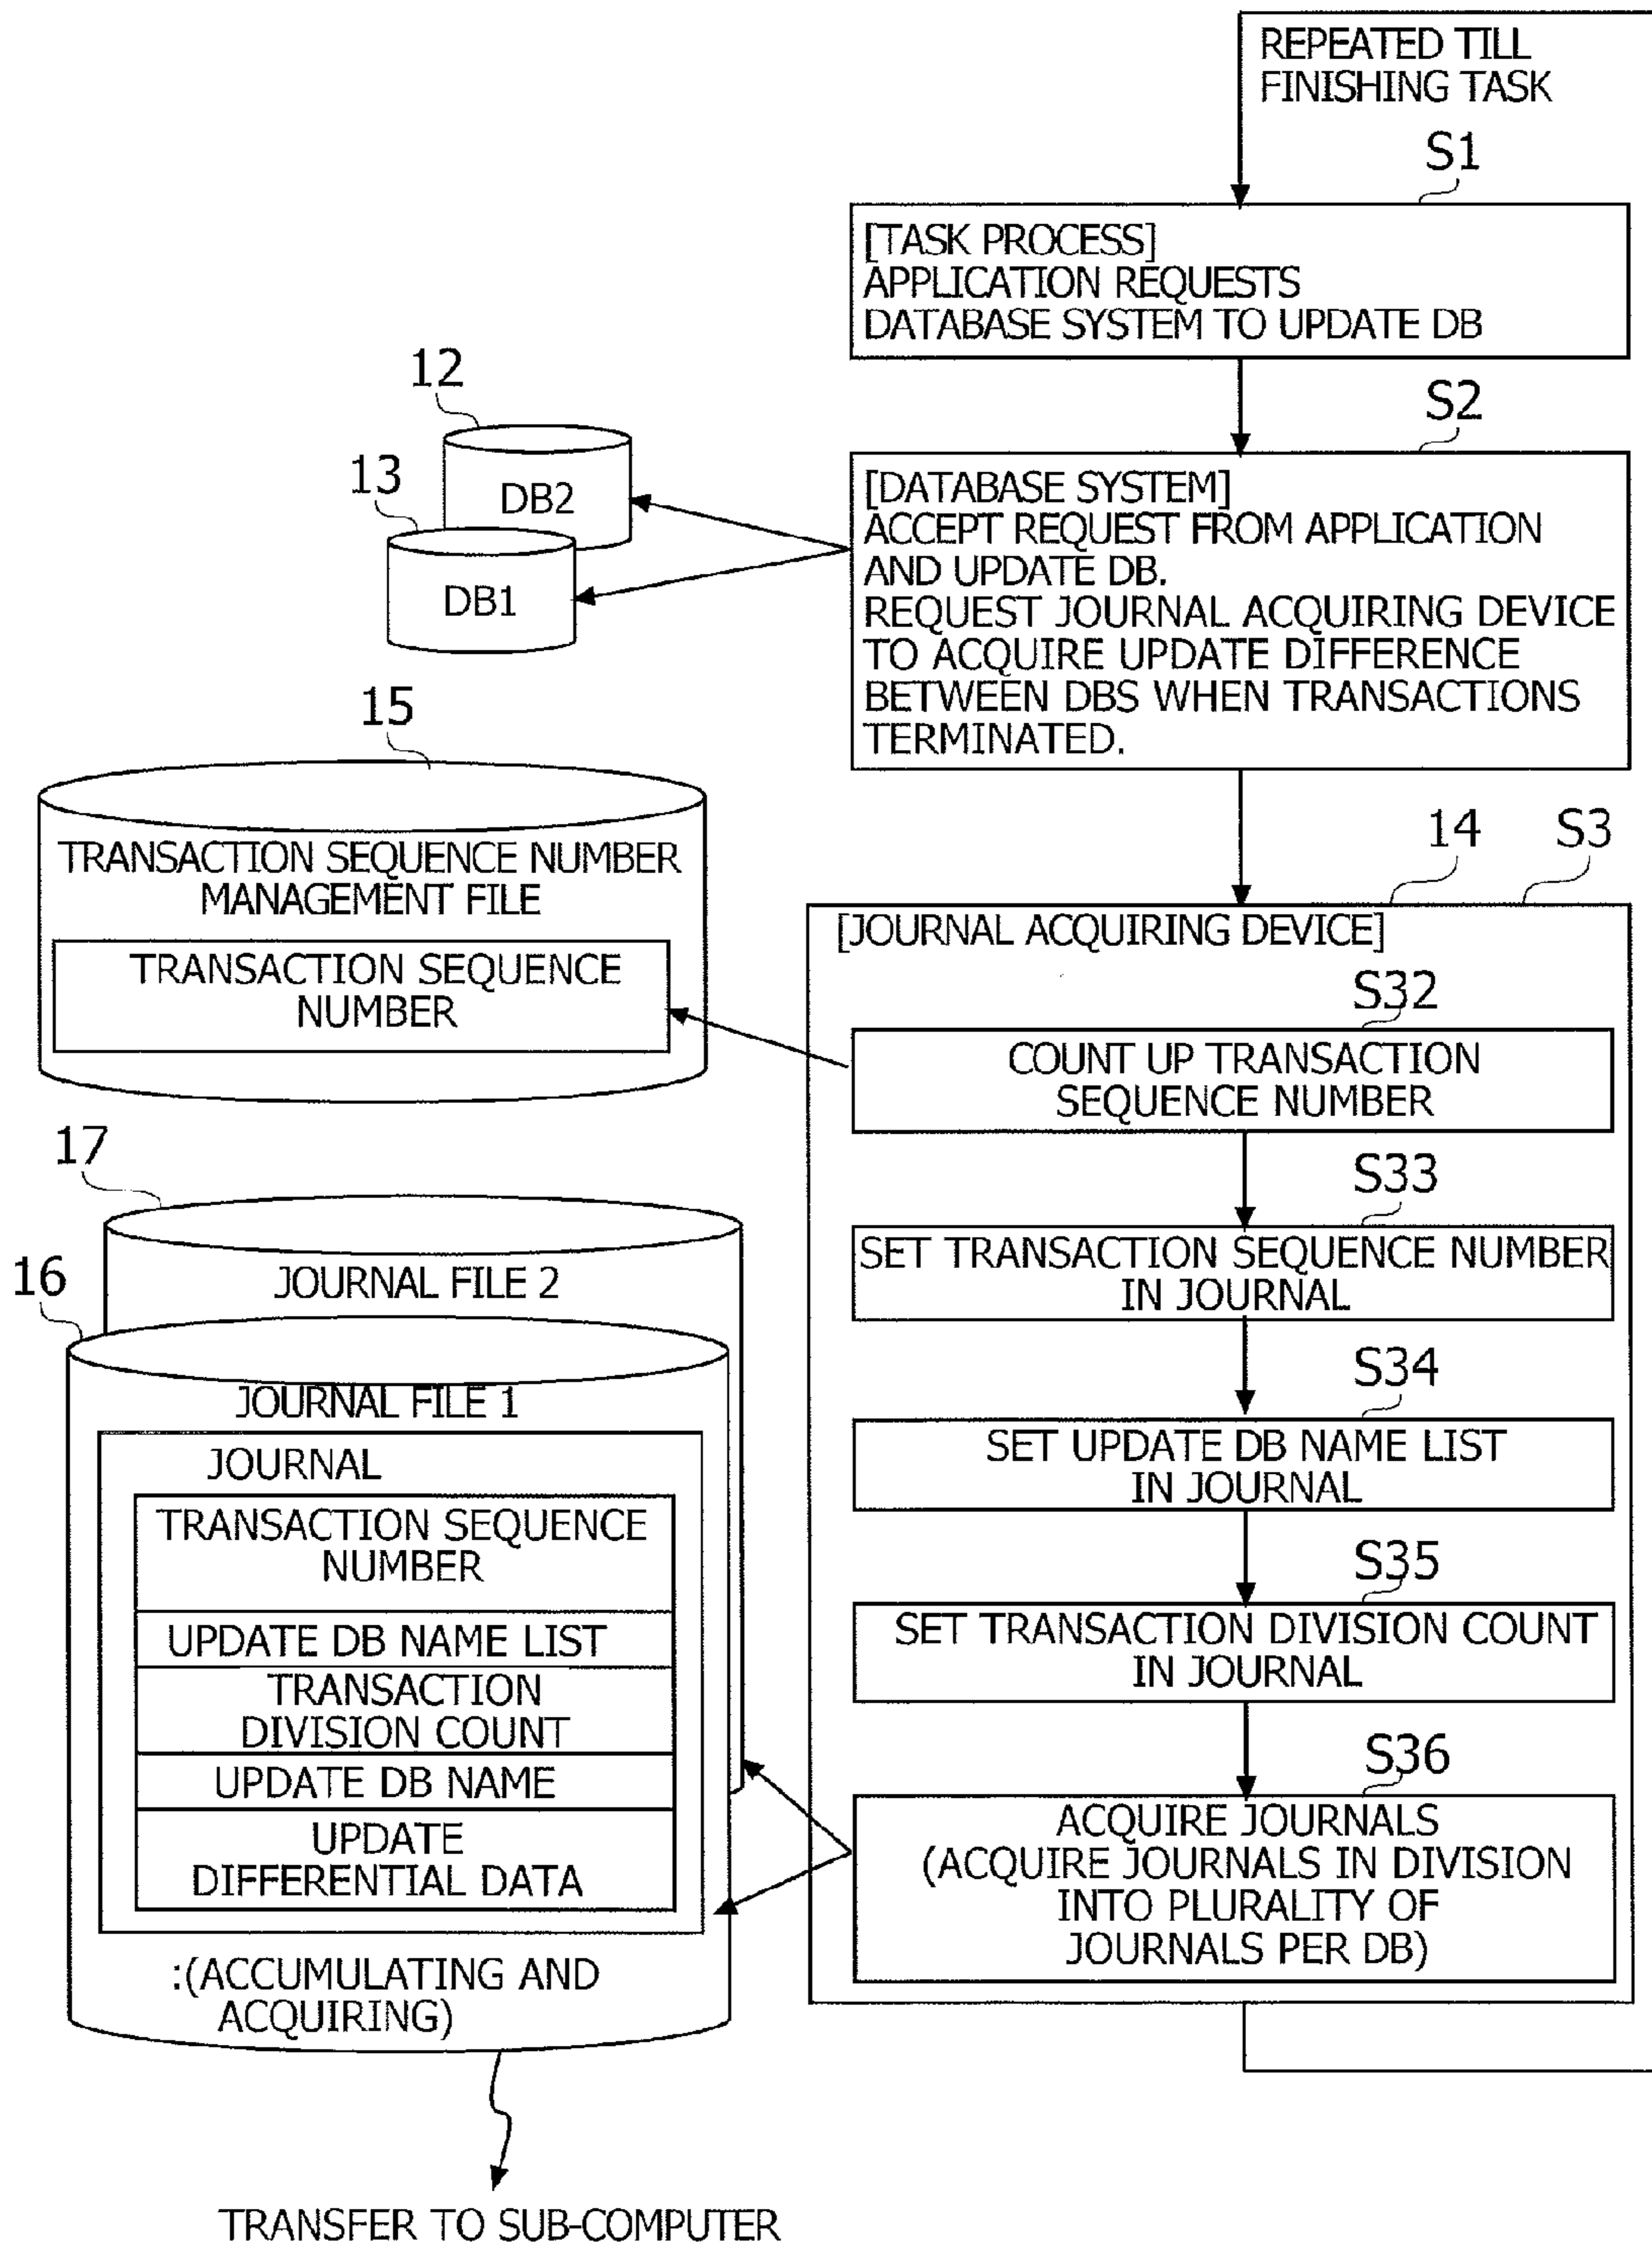 REPEATED TILL
FINISHING TASK
S1
[TASK PROCESS]
APPLICATION REQUESTS
DATABASE SYSTEM TO UPDATE DB
12
S2
13
DB2
DB1
[DATABASE SYSTEM]
ACCEPT REQUEST FROM APPLICATION
AND UPDATE DB.
REQUEST JOURNAL ACQUIRING DEVICE
TO ACQUIRE UPDATE DIFFERENCE
BETWEEN DBS WHEN TRANSACTIONS
TERMINATED.
15
TRANSACTION SEQUENCE NUMBER
MANAGEMENT FILE
TRANSACTION SEQUENCE
NUMBER
14
S3
[JOURNAL ACQUIRING DEVICE]
S32
COUNT UP TRANSACTION
SEQUENCE NUMBER
S33
SET TRANSACTION SEQUENCE NUMBER
IN JOURNAL
S34
SET UPDATE DB NAME LIST
IN JOURNAL
S35
SET TRANSACTION DIVISION COUNT
IN JOURNAL
S36
ACQUIRE JOURNALS
(ACQUIRE JOURNALS IN DIVISION
INTO PLURALITY OF
JOURNALS PER DB)
17
JOURNAL FILE 2
16
JOURNAL FILE 1
JOURNAL
TRANSACTION SEQUENCE
NUMBER
UPDATE DB NAME LIST
TRANSACTION
DIVISION COUNT
UPDATE DB NAME
UPDATE
DIFFERENTIAL DATA
:(ACCUMULATING AND
ACQUIRING)
TRANSFER TO SUB-COMPUTER